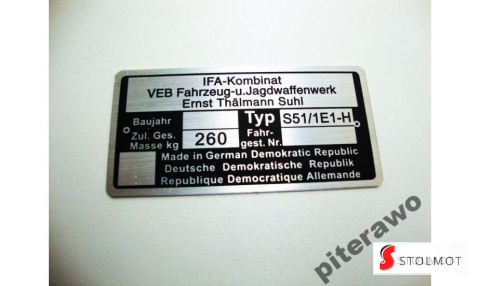 IFA-Kombinat
VEB Fahrzeug-u.Jagdwaffenwerk
Ernst Thälmann Suhl
Baujahr Typ S51/1E1-H
Zul. Ges. Masse kg 260 Fahr- gest. Nr.
Made in German Demokratic Republic
Deutsche Demokratische Republik
Republique Democratique Allemande
piterawo
S STOLMOT